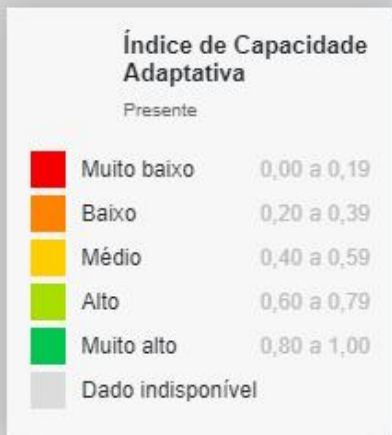 Índice de Capacidade
Adaptativa
Presente
Muito baixo 0,00 a 0,19
Baixo 0,20 a 0,39
Médio 0,40 a 0,59
Alto 0,60 a 0,79
Muito alto 0,80 a 1,00
Dado indisponível